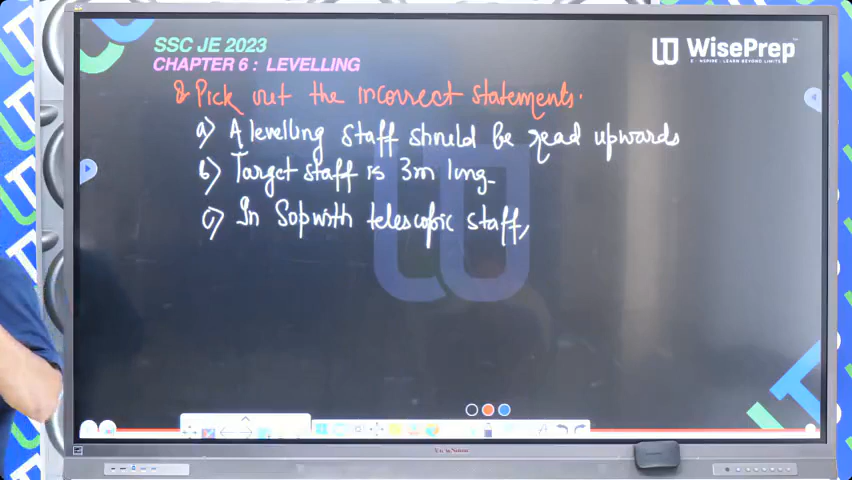 SSC JE 2023
CHAPTER 6 : LEVELLING
WisePrep
Q Pick out the incorrect statements.
a) A levelling staff should be read upwards
b) Target staff is 3m long
c) In Sopwith telescopic staff,
ViewSonic